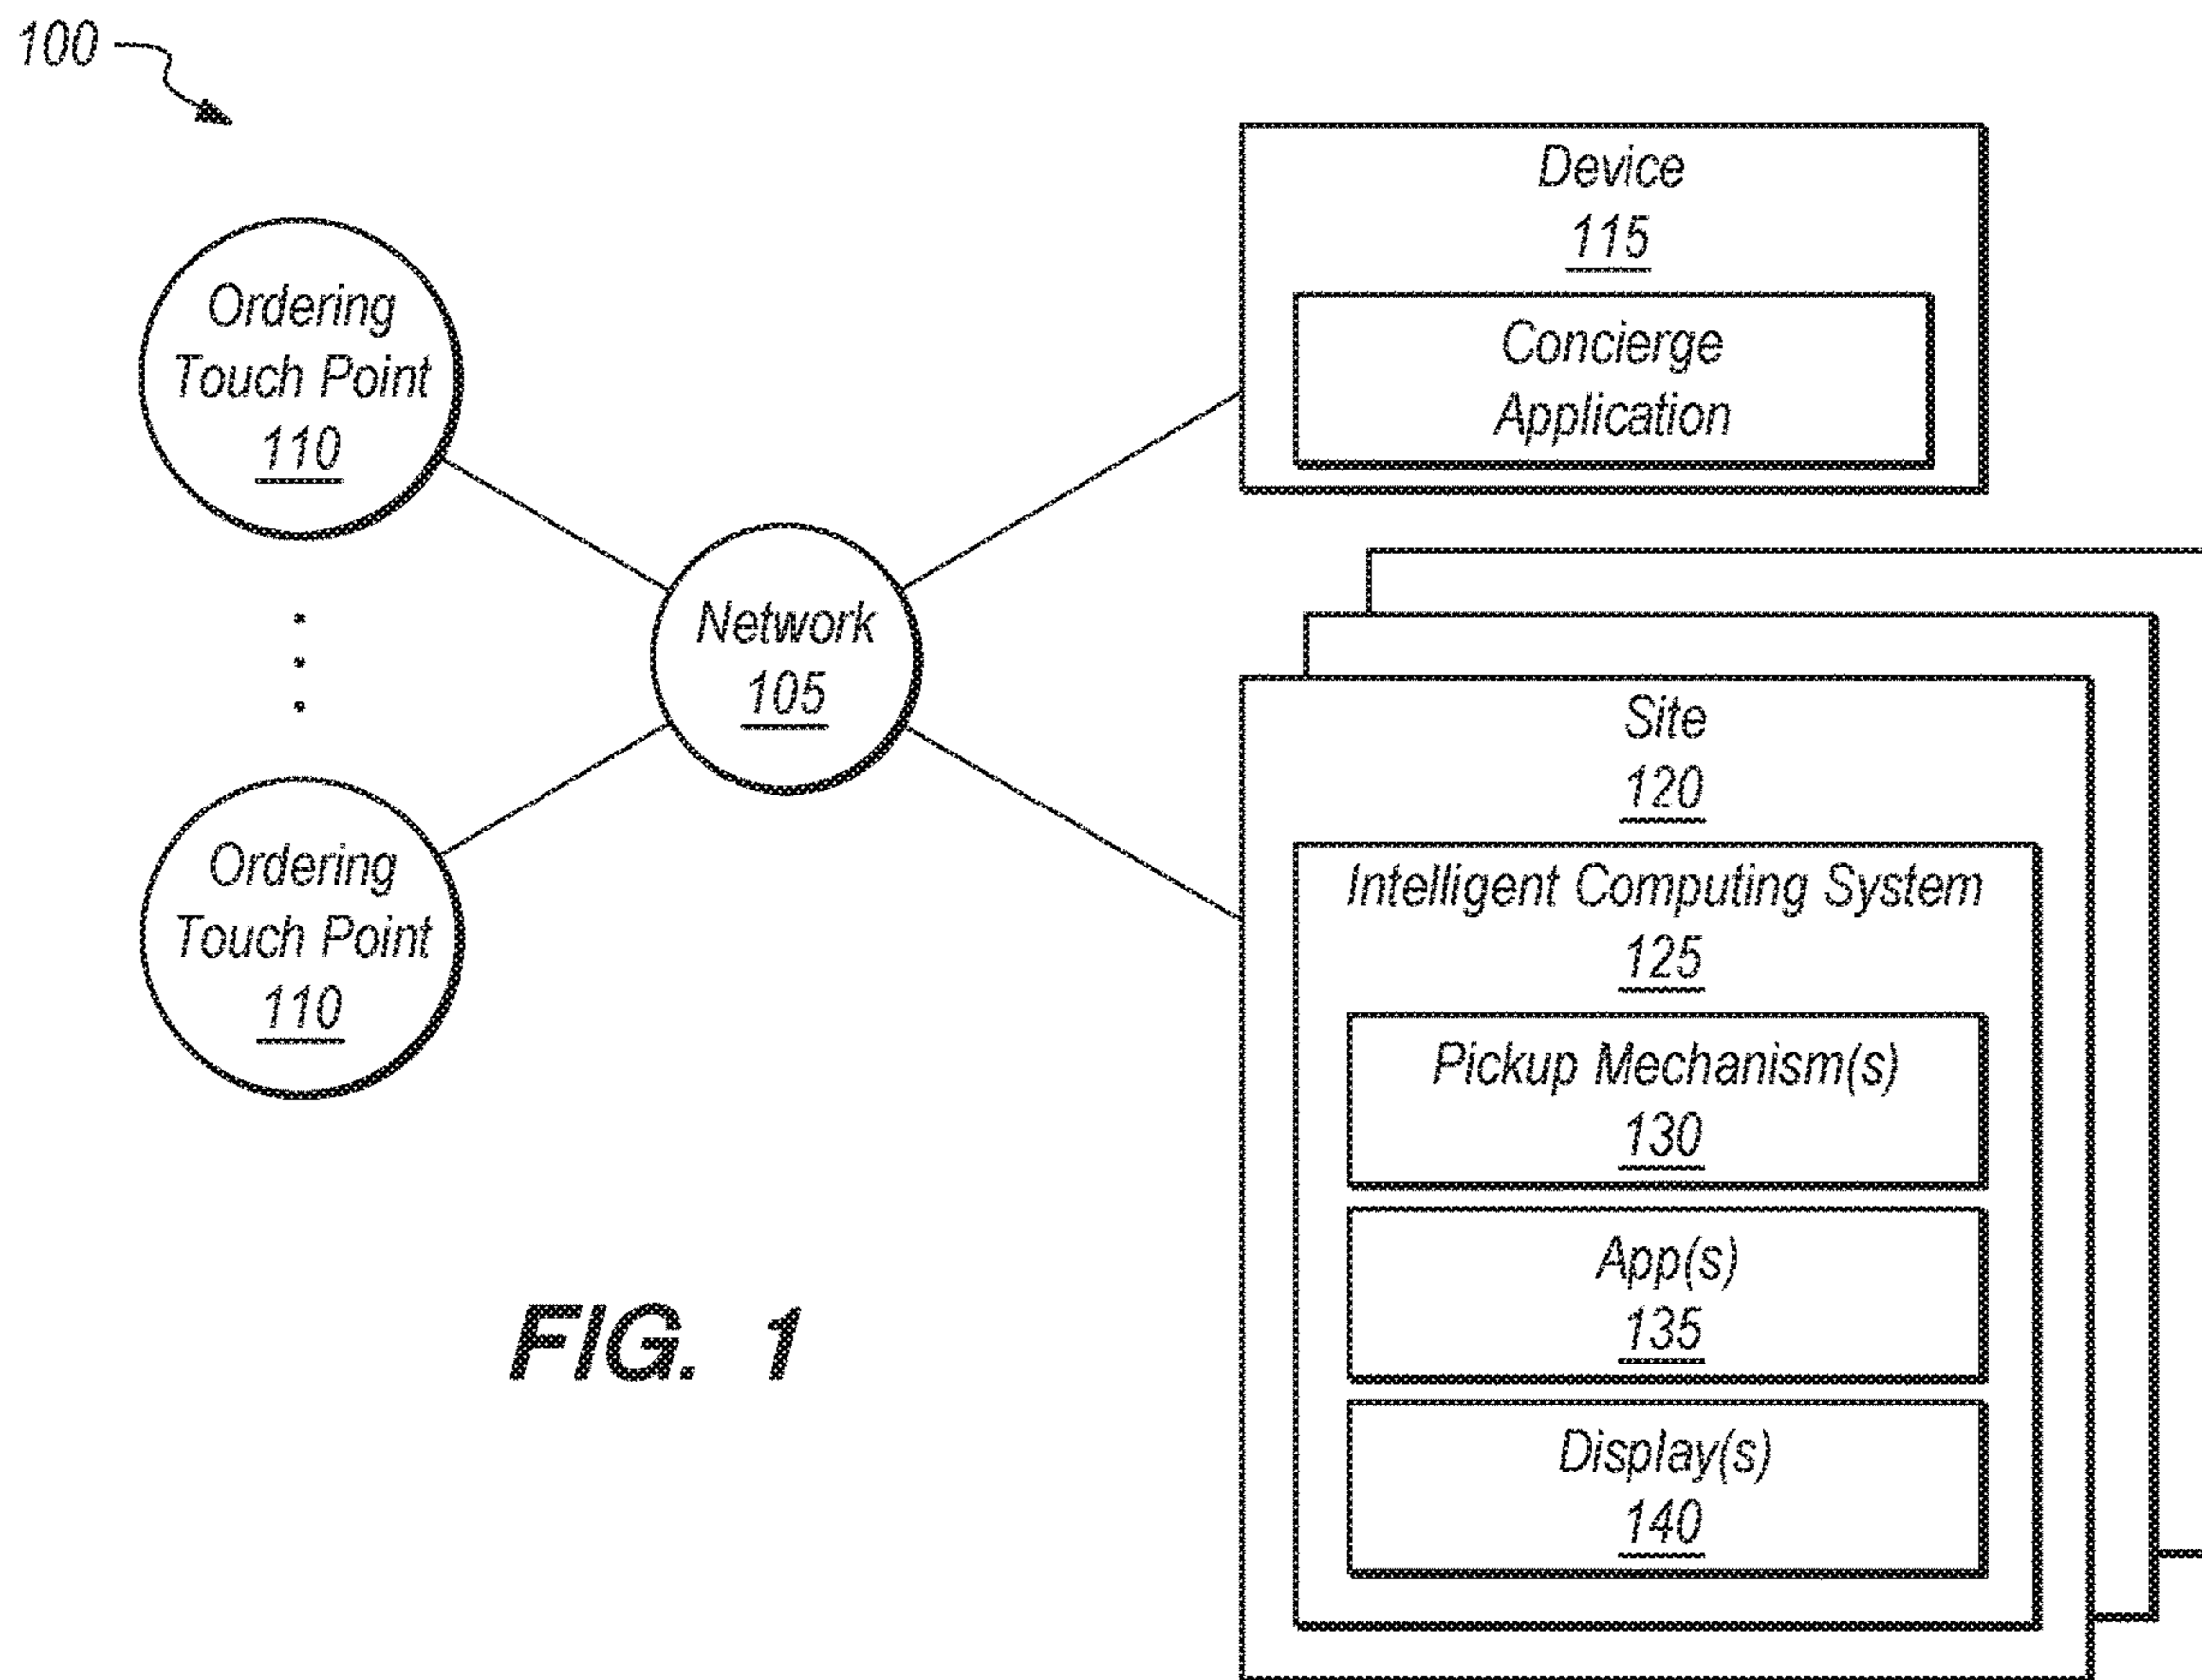 100
Ordering
Touch Point
110
Ordering
Touch Point
110
Network
105
Device
115
Concierge
Application
Site
120
Intelligent Computing System
125
Pickup Mechanism(s)
130
App(s)
135
Display(s)
140
FIG. 1